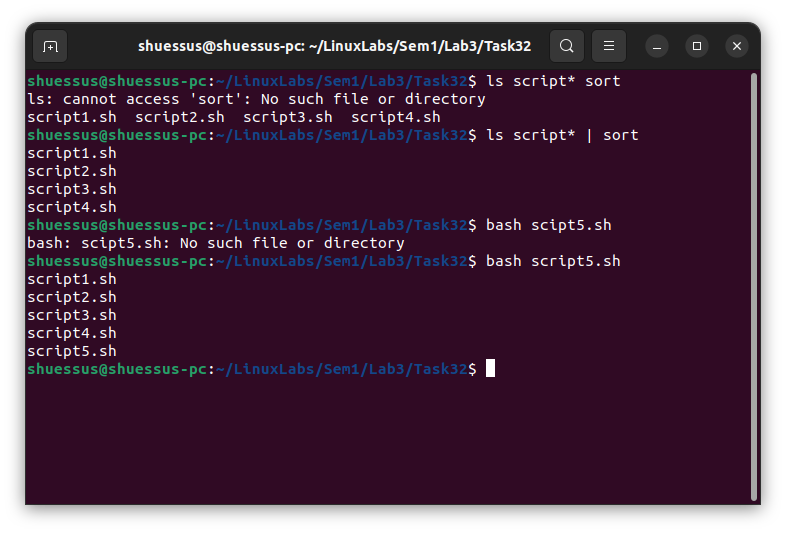 shuessus@shuessus-pc: ~/LinuxLabs/Sem1/Lab3/Task32
shuessus@shuessus-pc:~/LinuxLabs/Sem1/Lab3/Task32$ ls script* sort
ls: cannot access 'sort': No such file or directory
script1.sh  script2.sh  script3.sh  script4.sh
shuessus@shuessus-pc:~/LinuxLabs/Sem1/Lab3/Task32$ ls script* | sort
script1.sh
script2.sh
script3.sh
script4.sh
shuessus@shuessus-pc:~/LinuxLabs/Sem1/Lab3/Task32$ bash scipt5.sh
bash: scipt5.sh: No such file or directory
shuessus@shuessus-pc:~/LinuxLabs/Sem1/Lab3/Task32$ bash script5.sh
script1.sh
script2.sh
script3.sh
script4.sh
script5.sh
shuessus@shuessus-pc:~/LinuxLabs/Sem1/Lab3/Task32$